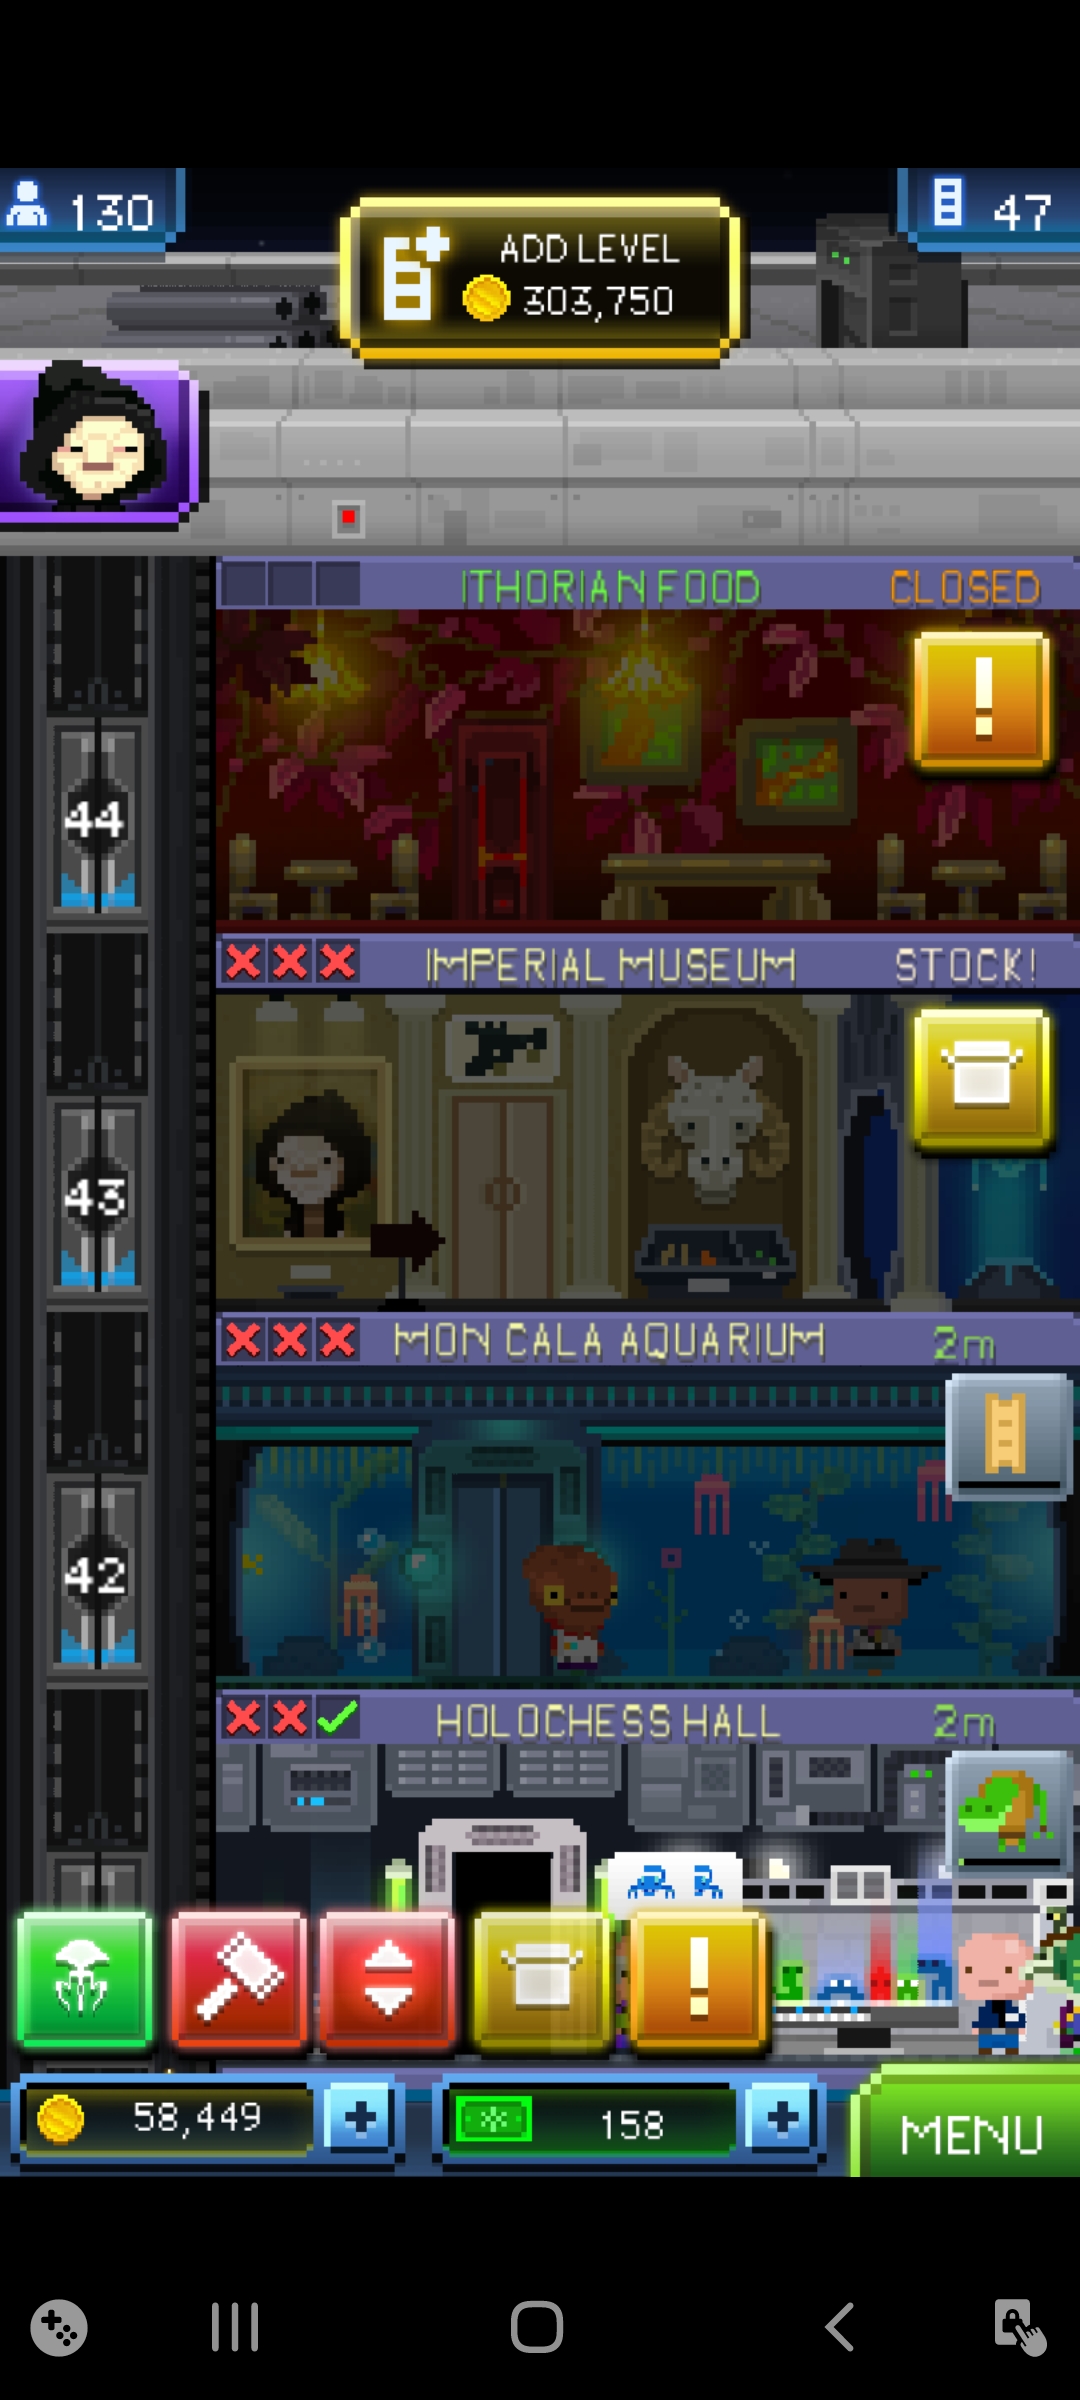 130
ADD LEVEL
303,750
47
ITHORIAN FOOD
CLOSED
!
44
IMPERIAL MUSEUM
STOCK!
43
MON CALA AQUARIUM
2m
42
HOLOCHESS HALL
2m
!
58,449
+
158
+
MENU